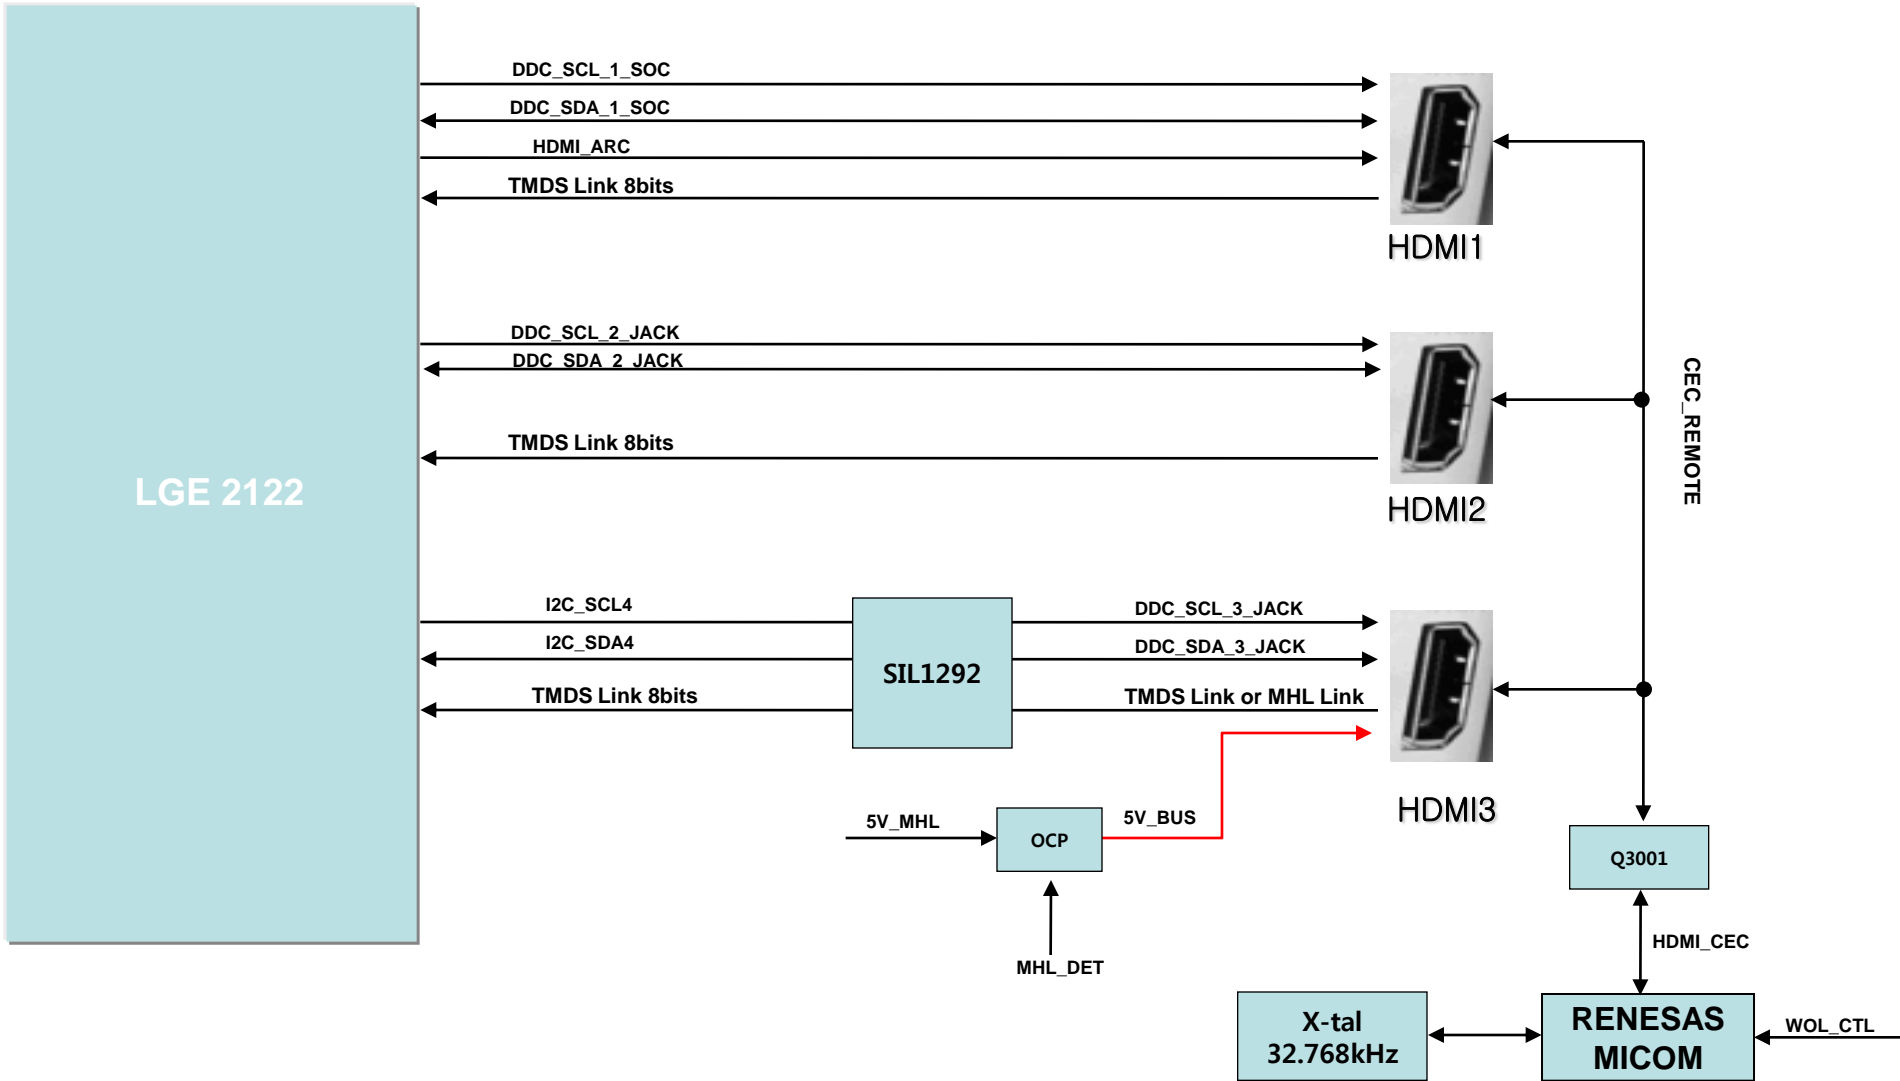 DDC_SCL_1_SOC
DDC_SDA_1_SOC
HDMI_ARC
TMDS Link 8bits
HDMI1
DDC_SCL_2_JACK
DDC_SDA_2_JACK
TMDS Link 8bits
HDMI2
CEC_REMOTE
LGE 2122
I2C_SCL4
I2C_SDA4
TMDS Link 8bits
SIL1292
DDC_SCL_3_JACK
DDC_SDA_3_JACK
TMDS Link or MHL Link
HDMI3
5V_MHL
OCP
5V_BUS
MHL_DET
Q3001
HDMI_CEC
X-tal
32.768kHz
RENESAS
MICOM
WOL_CTL